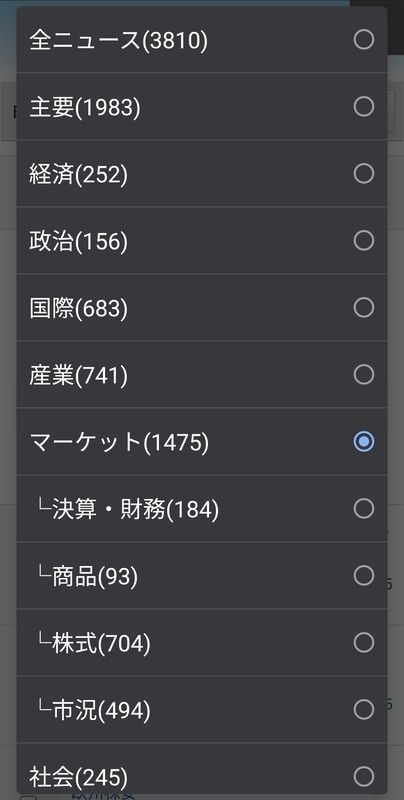 全ニュース(3810)
主要(1983)
経済(252)
政治(156)
国際(683)
産業(741)
マーケット(1475)
└決算・財務(184)
└商品(93)
└株式(704)
└市況(494)
社会(245)